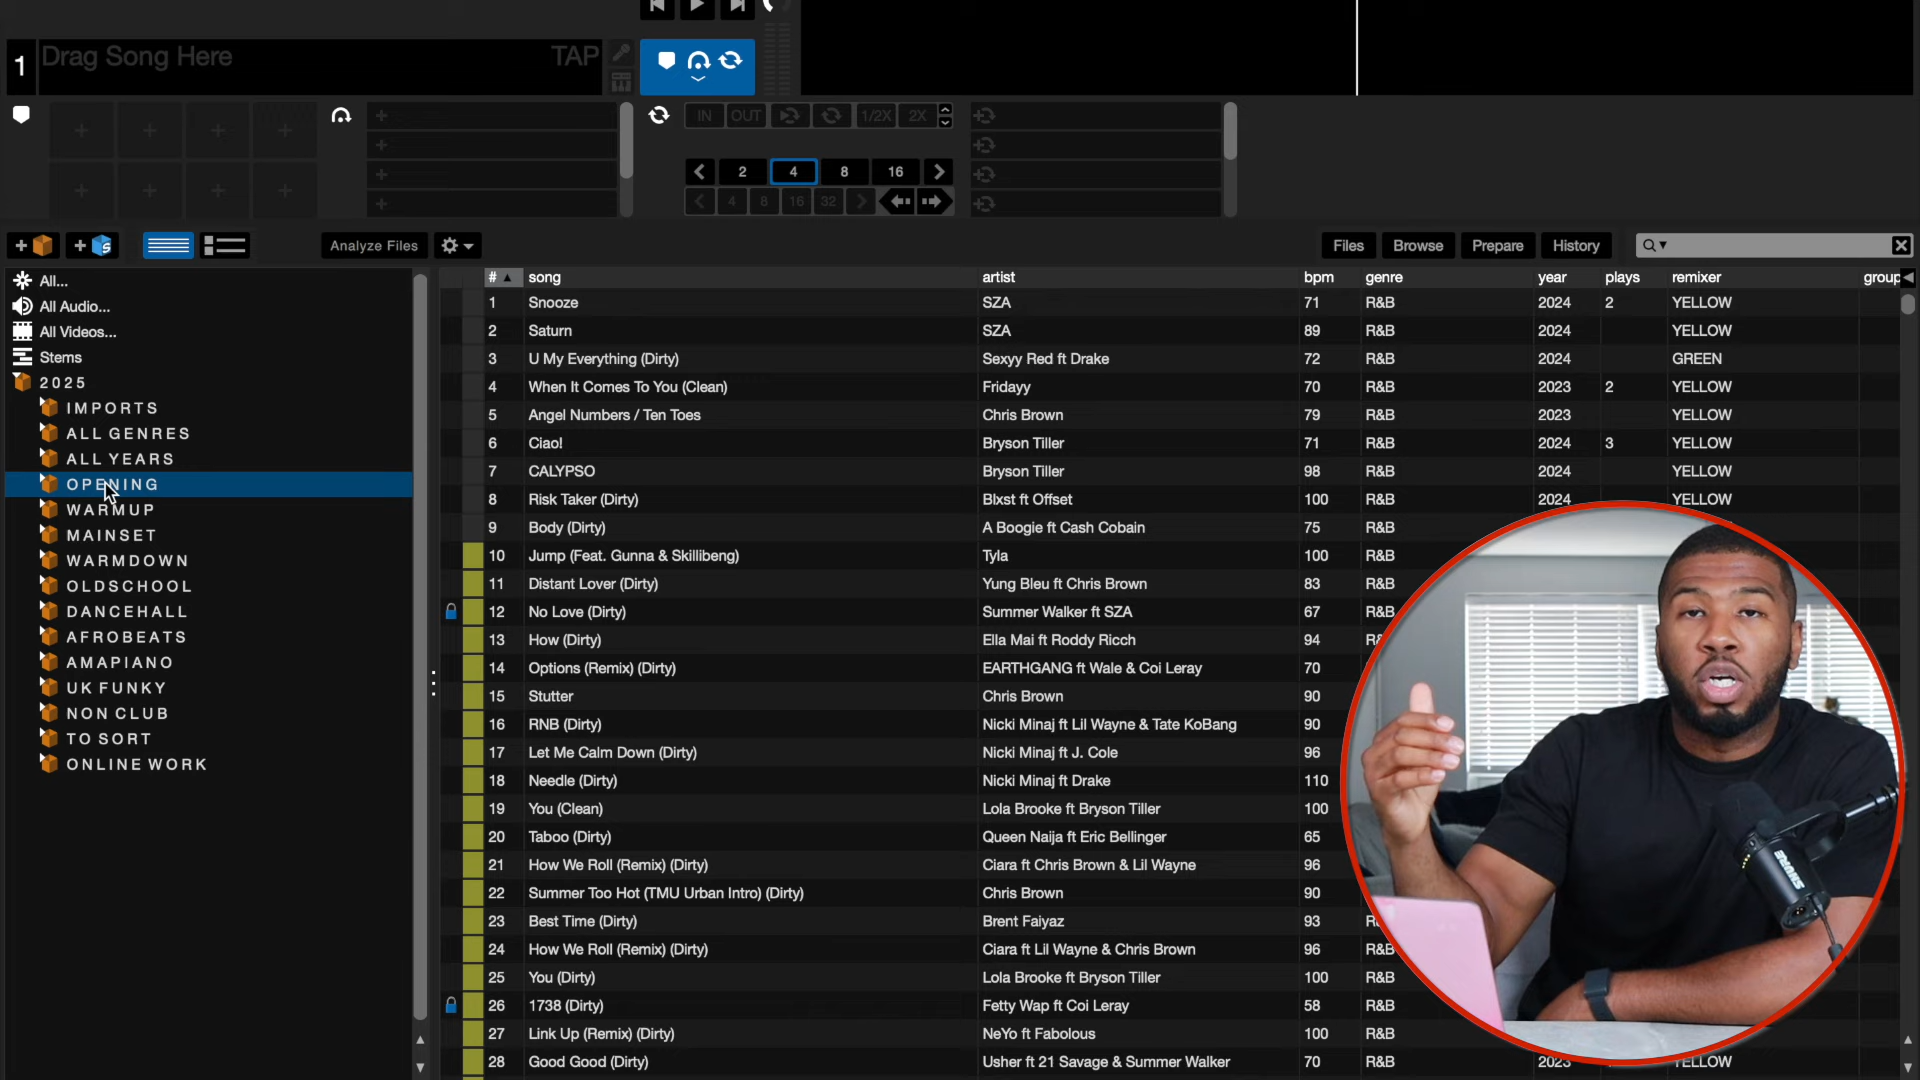 1 Drag Song Here TAP
IN OUT 1/2X 2X
2 4 8 16
4 8 16 32
Analyze Files Files Browse Prepare History
All...
All Audio...
All Videos...
Stems
2025
IMPORTS
ALL GENRES
ALL YEARS
OPENING
WARMUP
MAINSET
WARMDOWN
OLDSCHOOL
DANCEHALL
AFROBEATS
AMAPIANO
UK FUNKY
NON CLUB
TO SORT
ONLINE WORK
# song artist bpm genre year plays remixer group
1 Snooze SZA 71 R&B 2024 2 YELLOW
2 Saturn SZA 89 R&B 2024 YELLOW
3 U My Everything (Dirty) Sexyy Red ft Drake 72 R&B 2024 GREEN
4 When It Comes To You (Clean) Fridayy 70 R&B 2023 2 YELLOW
5 Angel Numbers / Ten Toes Chris Brown 79 R&B 2023 YELLOW
6 Ciao! Bryson Tiller 71 R&B 2024 3 YELLOW
7 CALYPSO Bryson Tiller 98 R&B 2024 YELLOW
8 Risk Taker (Dirty) Blxst ft Offset 100 R&B 2024 YELLOW
9 Body (Dirty) A Boogie ft Cash Cobain 75 R&B
10 Jump (Feat. Gunna & Skillibeng) Tyla 100 R&B
11 Distant Lover (Dirty) Yung Bleu ft Chris Brown 83 R&B
12 No Love (Dirty) Summer Walker ft SZA 67 R&B
13 How (Dirty) Ella Mai ft Roddy Ricch 94
14 Options (Remix) (Dirty) EARTHGANG ft Wale & Coi Leray 70
15 Stutter Chris Brown 90
16 RNB (Dirty) Nicki Minaj ft Lil Wayne & Tate KoBang 90
17 Let Me Calm Down (Dirty) Nicki Minaj ft J. Cole 96
18 Needle (Dirty) Nicki Minaj ft Drake 110
19 You (Clean) Lola Brooke ft Bryson Tiller 100
20 Taboo (Dirty) Queen Naija ft Eric Bellinger 65
21 How We Roll (Remix) (Dirty) Ciara ft Chris Brown & Lil Wayne 96
22 Summer Too Hot (TMU Urban Intro) (Dirty) Chris Brown 90
23 Best Time (Dirty) Brent Faiyaz 93
24 How We Roll (Remix) (Dirty) Ciara ft Lil Wayne & Chris Brown 96 R&B
25 You (Dirty) Lola Brooke ft Bryson Tiller 100 R&B
26 1738 (Dirty) Fetty Wap ft Coi Leray 58 R&B
27 Link Up (Remix) (Dirty) NeYo ft Fabolous 100 R&B
28 Good Good (Dirty) Usher ft 21 Savage & Summer Walker 70 R&B 2023 YELLOW
SHURE